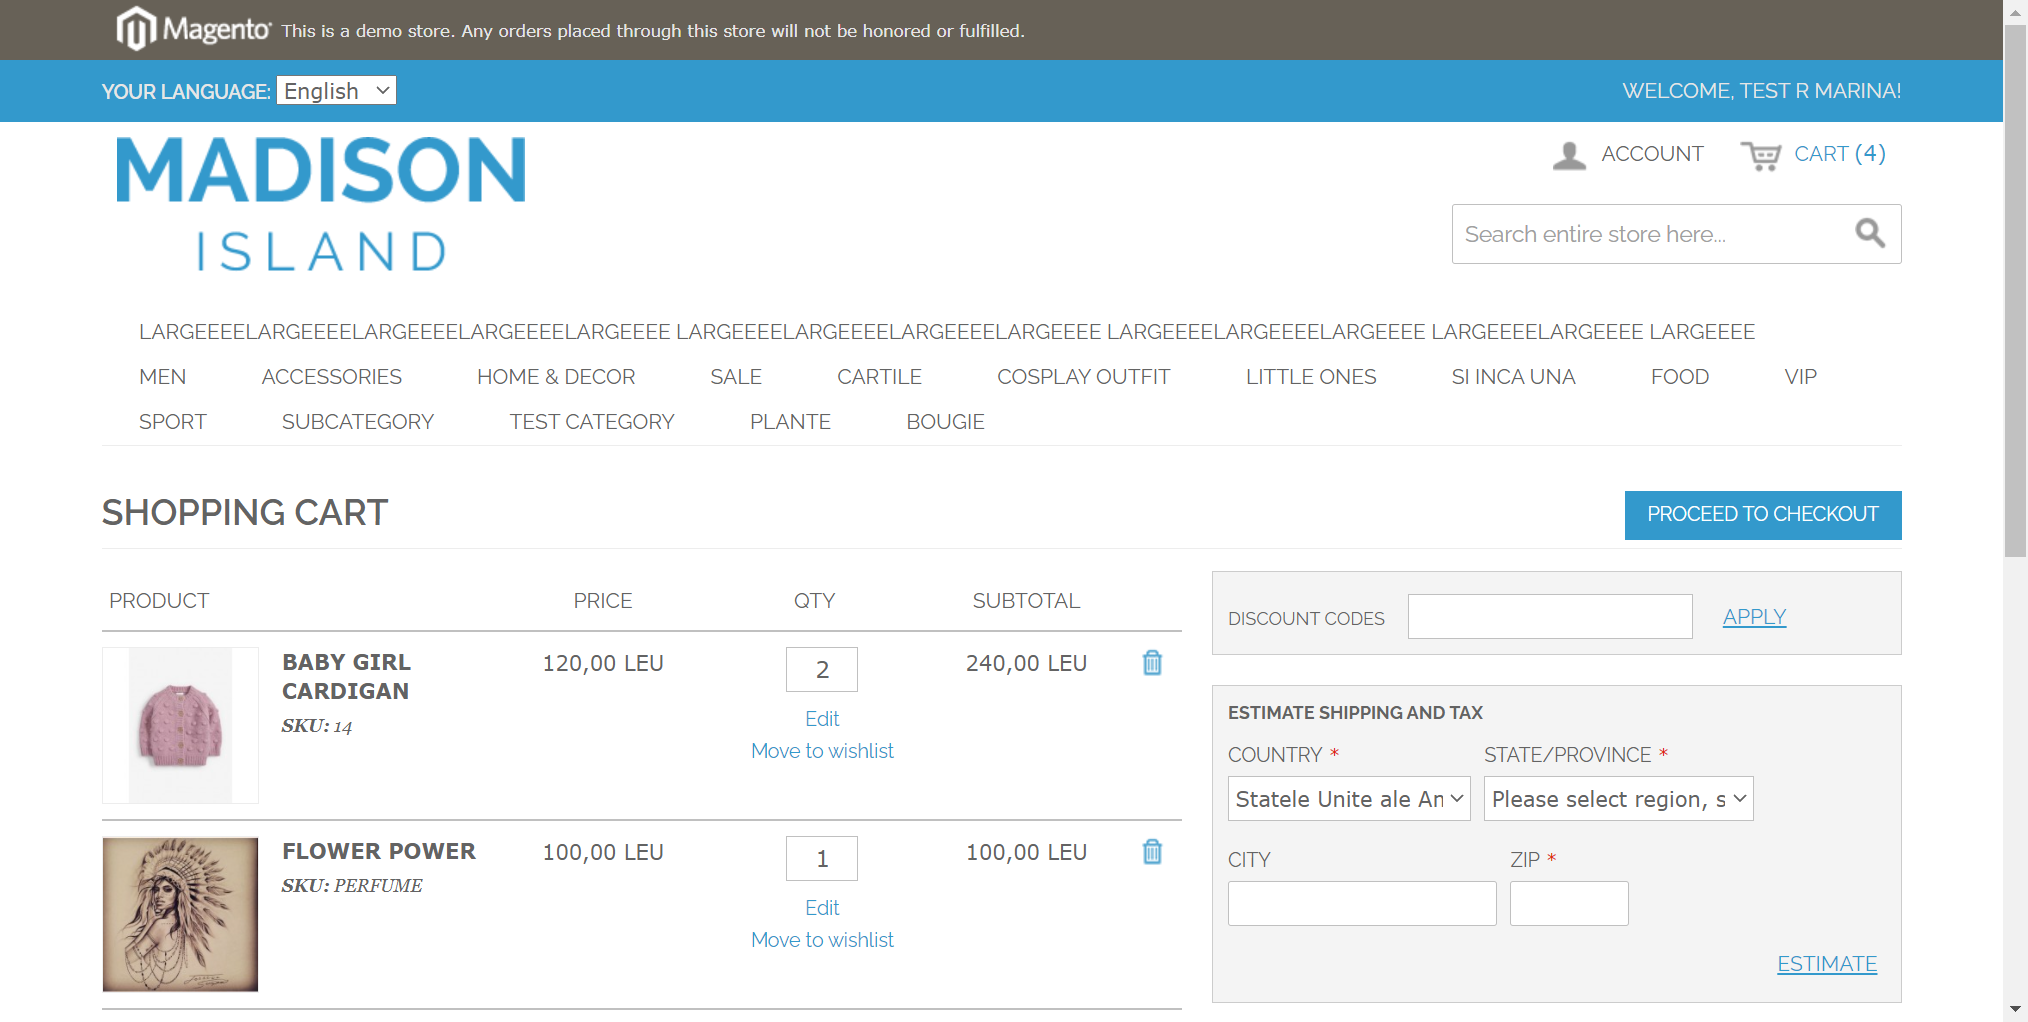 Magento This is a demo store. Any orders placed through this store will not be honored or fulfilled.
YOUR LANGUAGE: English WELCOME, TEST R MARINA!
MADISON
ISLAND
ACCOUNT CART (4)
Search entire store here...
LARGEEEELARGEEEELARGEEEELARGEEEELARGEEEE LARGEEEELARGEEEELARGEEEELARGEEEE LARGEEEELARGEEEELARGEEEE LARGEEEELARGEEEE LARGEEEE
MEN ACCESSORIES HOME & DECOR SALE CARTILE COSPLAY OUTFIT LITTLE ONES SI INCA UNA FOOD VIP
SPORT SUBCATEGORY TEST CATEGORY PLANTE BOUGIE
SHOPPING CART PROCEED TO CHECKOUT
PRODUCT PRICE QTY SUBTOTAL
BABY GIRL CARDIGAN 120,00 LEU 2 240,00 LEU
SKU: 14
Edit
Move to wishlist
FLOWER POWER 100,00 LEU 1 100,00 LEU
SKU: PERFUME
Edit
Move to wishlist
DISCOUNT CODES APPLY
ESTIMATE SHIPPING AND TAX
COUNTRY * STATE/PROVINCE *
Statele Unite ale Am Please select region, s
CITY ZIP *
ESTIMATE